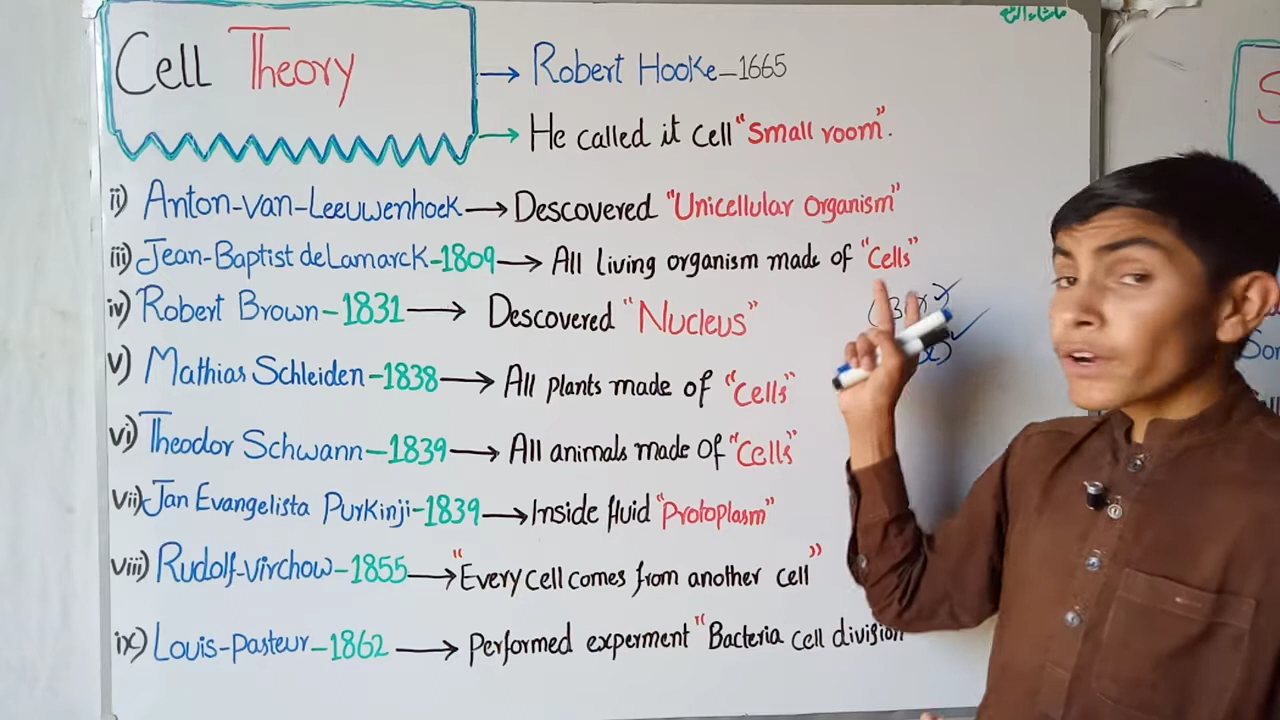 ماشاءالله
Cell Theory → Robert Hooke-1665
→ He called it cell "Small room".
ii) Anton-van-Leeuwenhoek → Descovered "Unicellular Organism"
iii) Jean-Baptist de Lamarck-1809 → All living organism made of "Cells"
iv) Robert Brown-1831 → Descovered "Nucleus"
v) Mathias Schleiden-1838 → All plants made of "Cells"
vi) Theodor Schwann-1839 → All animals made of "Cells"
vii) Jan Evangelista Purkinji-1839 → Inside fluid "Protoplasm"
viii) Rudolf-virchow-1855 → "Every cell comes from another cell"
ix) Louis-pasteur-1862 → Performed experment "Bacteria cell division